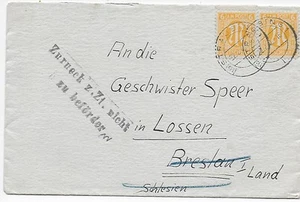 Zurück z. Zt. nicht
zu befördern
An die
Geschwister Speer
in Lossen
Breslau I
Land
Schlesien